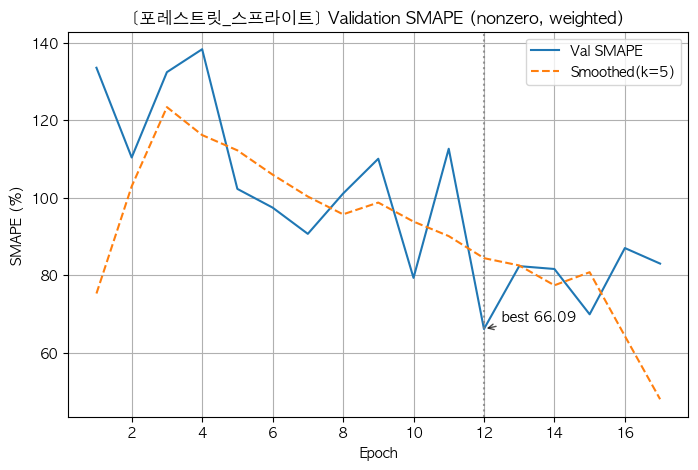 [포레스트릿_스프라이트] Validation SMAPE (nonzero, weighted)
Val SMAPE
Smoothed(k=5)
SMAPE (%)
140
120
100
80
60
best 66.09
2
4
6
8
10
12
14
16
Epoch